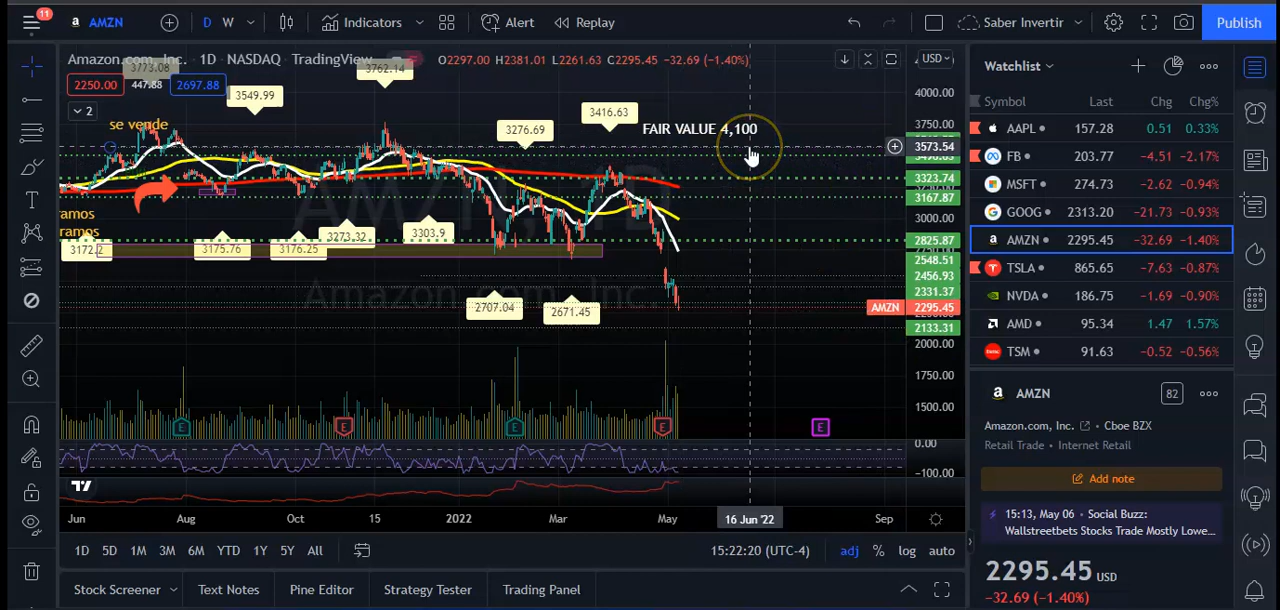 11
AMZN
D W
Indicators
Alert
Replay
Saber Invertir
Publish
Amazon.com, Inc. · 1D · NASDAQ TradingView
O2297.00 H2381.01 L2261.63 C2295.45 −32.69 (−1.40%)
USD
2250.00
447.88
2697.88
2
3773.08
3762.14
3549.99
3416.63
3276.69
se vende
FAIR VALUE 4,100
ramos
ramos
3172.2
3175.76
3176.25
3273.32
3303.9
2707.04
2671.45
AMZN, 1D
Amazon.com, Inc.
4000.00
3750.00
3573.54
3323.74
3167.87
3000.00
2825.87
2548.51
2456.93
2331.37
AMZN 2295.45
2133.31
2000.00
1750.00
1500.00
0.00
-100.00
E
E
E
E
E
Jun
Aug
Oct
15
2022
Mar
May
16 Jun '22
Sep
1D 5D 1M 3M 6M YTD 1Y 5Y All
15:22:20 (UTC-4)
adj % log auto
Stock Screener
Text Notes
Pine Editor
Strategy Tester
Trading Panel
Watchlist
Symbol Last Chg Chg%
AAPL 157.28 0.51 0.33%
FB 203.77 −4.51 −2.17%
MSFT 274.73 −2.62 −0.94%
GOOG 2313.20 −21.73 −0.93%
AMZN 2295.45 −32.69 −1.40%
TSLA 865.65 −7.63 −0.87%
NVDA 186.75 −1.69 −0.90%
AMD 95.34 1.47 1.57%
TSM 91.63 −0.52 −0.56%
AMZN
82
Amazon.com, Inc. · Cboe BZX
Retail Trade · Internet Retail
Add note
15:13, May 06 · Social Buzz:
Wallstreetbets Stocks Trade Mostly Lowe...
2295.45 USD
−32.69 (−1.40%)